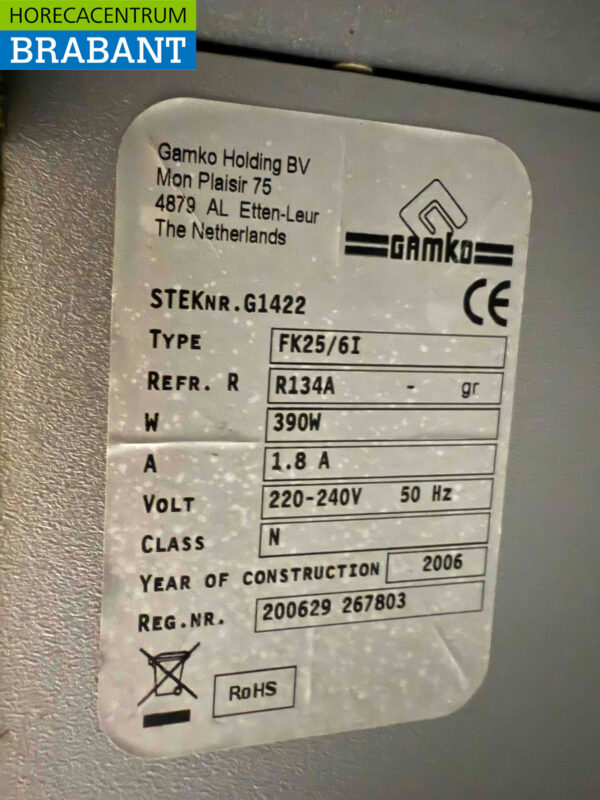 HORECACENTRUM
BRABANT
Gamko Holding BV
Mon Plaisir 75
4879 AL Etten-Leur
The Netherlands
GAMKO
CE
STEKNR.G1422
TYPE FK25/6I
REFR. R R134A - gr
W 390W
A 1.8 A
VOLT 220-240V 50 Hz
CLASS N
YEAR OF CONSTRUCTION 2006
REG.NR. 200629 267803
RoHS